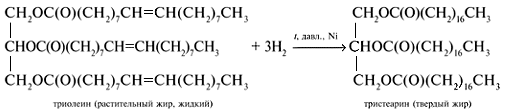 CH₂OC(O)(CH₂)₇CH=CH(CH₂)₇CH₃ CH₂OC(O)(CH₂)₁₆CH₃
t, давл., Ni
CHOC(O)(CH₂)₇CH=CH(CH₂)₇CH₃ + 3H₂ → CHOC(O)(CH₂)₁₆CH₃
CH₂OC(O)(CH₂)₇CH=CH(CH₂)₇CH₃ CH₂OC(O)(CH₂)₁₆CH₃
триолеин (растительный жир, жидкий) тристеарин (твердый жир)